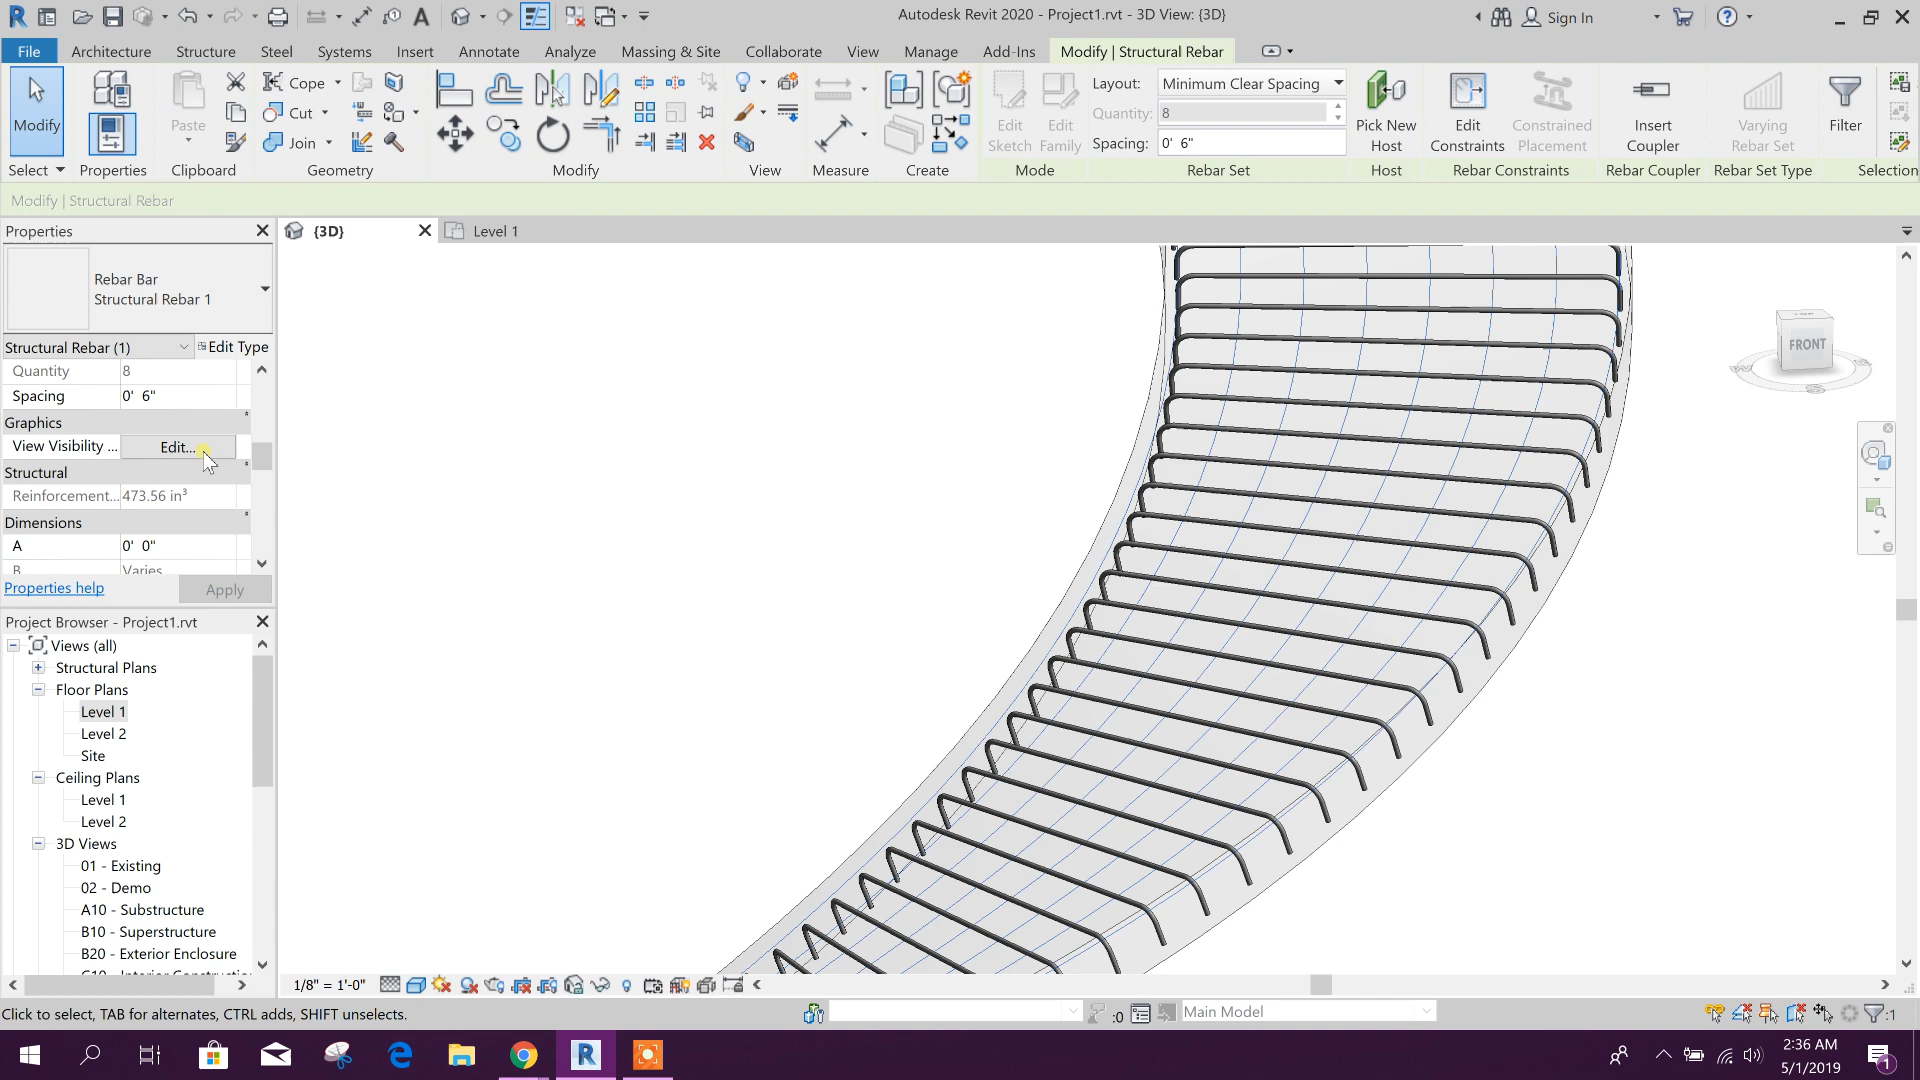 Autodesk Revit 2020 - Project1.rvt - 3D View: {3D}
Sign In
File
Architecture
Structure
Steel
Systems
Insert
Annotate
Analyze
Massing & Site
Collaborate
View
Manage
Add-Ins
Modify | Structural Rebar
Modify
Select
Properties
Paste
Clipboard
Cope
Cut
Join
Geometry
Modify
View
Measure
Create
Edit
Sketch
Edit
Family
Mode
Layout:
Minimum Clear Spacing
Quantity:
8
Spacing:
0' 6"
Rebar Set
Pick New
Host
Host
Edit
Constraints
Constrained
Placement
Rebar Constraints
Insert
Coupler
Rebar Coupler
Varying
Rebar Set
Rebar Set Type
Filter
Selection
Modify | Structural Rebar
Properties
{3D}
Level 1
Rebar Bar
Structural Rebar 1
Structural Rebar (1)
Edit Type
Quantity
8
Spacing
0' 6"
Graphics
View Visibility ...
Edit...
Structural
Reinforcement...
473.56 in³
Dimensions
A
0' 0"
B
Varies
Properties help
Apply
Project Browser - Project1.rvt
Views (all)
Structural Plans
Floor Plans
Level 1
Level 2
Site
Ceiling Plans
Level 1
Level 2
3D Views
01 - Existing
02 - Demo
A10 - Substructure
B10 - Superstructure
B20 - Exterior Enclosure
FRONT
1/8" = 1'-0"
Click to select, TAB for alternates, CTRL adds, SHIFT unselects.
:0
Main Model
:1
2:36 AM
5/1/2019
1